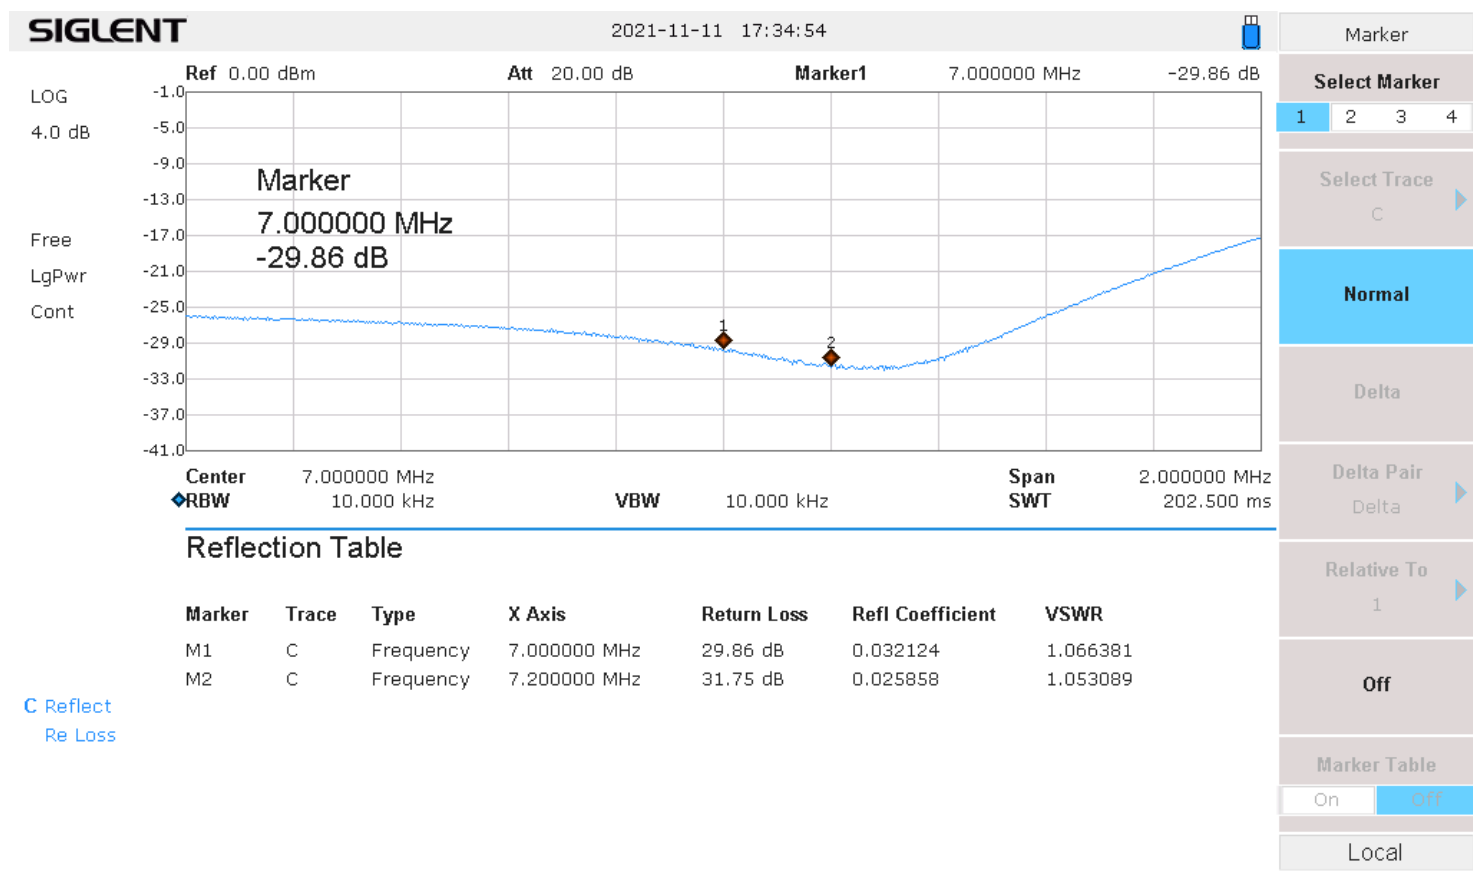 SIGLENT 2021-11-11 17:34:54 Marker
Ref 0.00 dBm Att 20.00 dB Marker1 7.000000 MHz -29.86 dB
LOG
4.0 dB
Free
LgPwr
Cont
-1.0
-5.0
-9.0
-13.0
-17.0
-21.0
-25.0
-29.0
-33.0
-37.0
-41.0
Marker
7.000000 MHz
-29.86 dB
1
2
Center 7.000000 MHz Span 2.000000 MHz
RBW 10.000 kHz VBW 10.000 kHz SWT 202.500 ms
Reflection Table
Marker Trace Type X Axis Return Loss Refl Coefficient VSWR
M1 C Frequency 7.000000 MHz 29.86 dB 0.032124 1.066381
M2 C Frequency 7.200000 MHz 31.75 dB 0.025858 1.053089
C Reflect
Re Loss
Select Marker
1 2 3 4
Select Trace
C
Normal
Delta
Delta Pair
Delta
Relative To
1
Off
Marker Table
On Off
Local